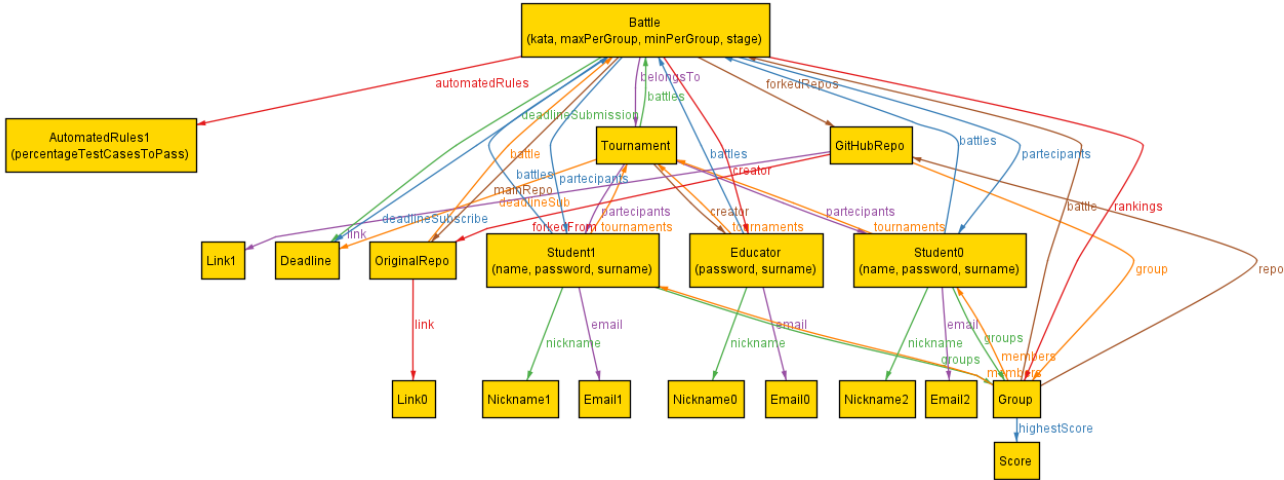 Battle
(kata, maxPerGroup, minPerGroup, stage)
belongsTo
forkedRepos
automatedRules
battles
deadlineSubmission
AutomatedRules1
(percentageTestCasesToPass)
Tournament
GitHubRepo
battle
battles
creator
battles
partecipants
battles
partecipants
mainRepo
deadlineSub
partecipants
creator
partecipants
battle
rankings
deadlineSubscribe
link
forkedFrom
tournaments
tournaments
tournaments
Link1
Deadline
OriginalRepo
Student1
(name, password, surname)
Educator
(password, surname)
Student0
(name, password, surname)
group
repo
link
email
email
email
nickname
nickname
nickname
groups
groups
members
members
Link0
Nickname1
Email1
Nickname0
Email0
Nickname2
Email2
Group
highestScore
Score